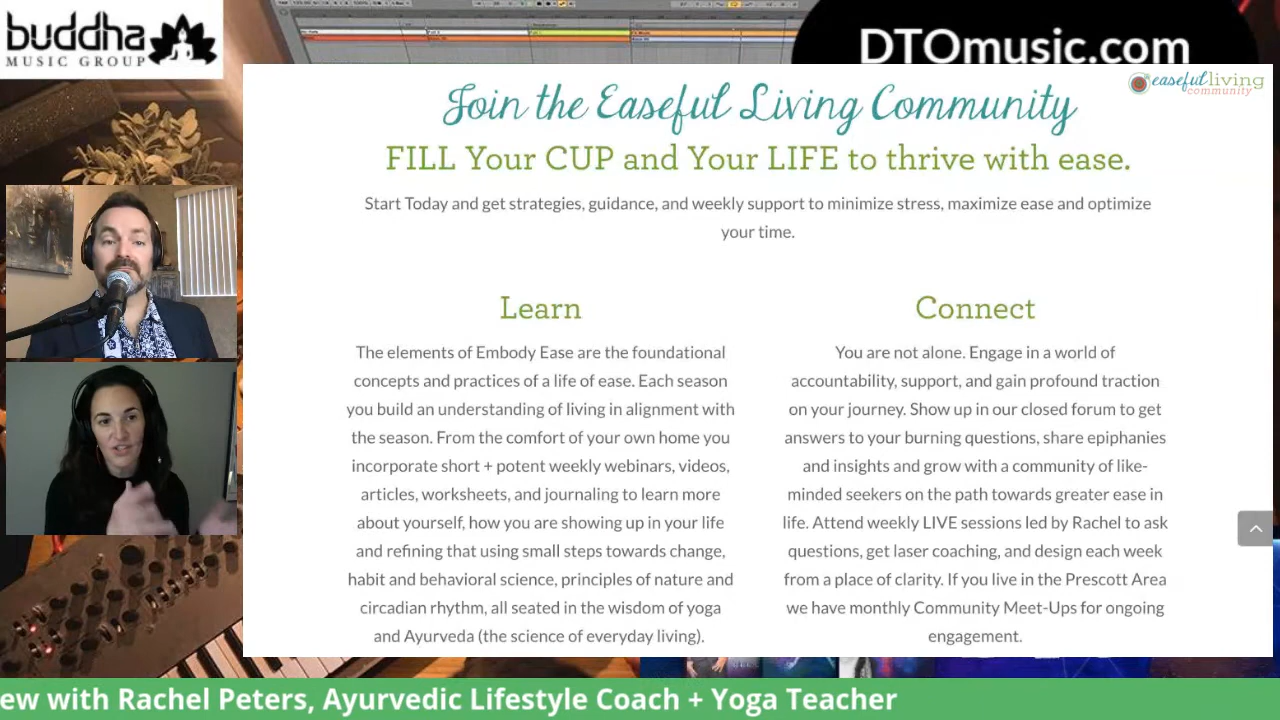 buddha
MUSIC GROUP
DTOmusic.com
easefulliving
community
Join the Easeful Living Community
FILL Your CUP and Your LIFE to thrive with ease.
Start Today and get strategies, guidance, and weekly support to minimize stress, maximize ease and optimize
your time.
Learn
The elements of Embody Ease are the foundational
concepts and practices of a life of ease. Each season
you build an understanding of living in alignment with
the season. From the comfort of your own home you
incorporate short + potent weekly webinars, videos,
articles, worksheets, and journaling to learn more
about yourself, how you are showing up in your life
and refining that using small steps towards change,
habit and behavioral science, principles of nature and
circadian rhythm, all seated in the wisdom of yoga
and Ayurveda (the science of everyday living).
Connect
You are not alone. Engage in a world of
accountability, support, and gain profound traction
on your journey. Show up in our closed forum to get
answers to your burning questions, share epiphanies
and insights and grow with a community of like-
minded seekers on the path towards greater ease in
life. Attend weekly LIVE sessions led by Rachel to ask
questions, get laser coaching, and design each week
from a place of clarity. If you live in the Prescott Area
we have monthly Community Meet-Ups for ongoing
engagement.
ew with Rachel Peters, Ayurvedic Lifestyle Coach + Yoga Teacher